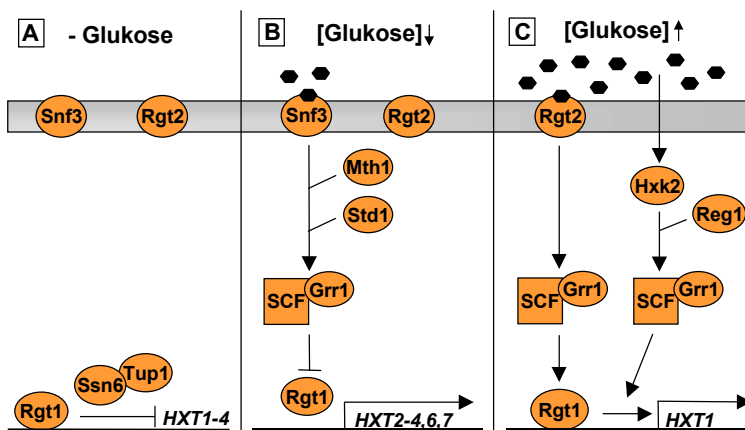 A
- Glukose
Snf3
Rgt2
Ssn6
Tup1
Rgt1
HXT1-4
B
[Glukose]↓
Snf3
Rgt2
Mth1
Std1
SCF
Grr1
Rgt1
HXT2-4,6,7
C
[Glukose]↑
Rgt2
Hxk2
Reg1
SCF
Grr1
SCF
Grr1
Rgt1
HXT1